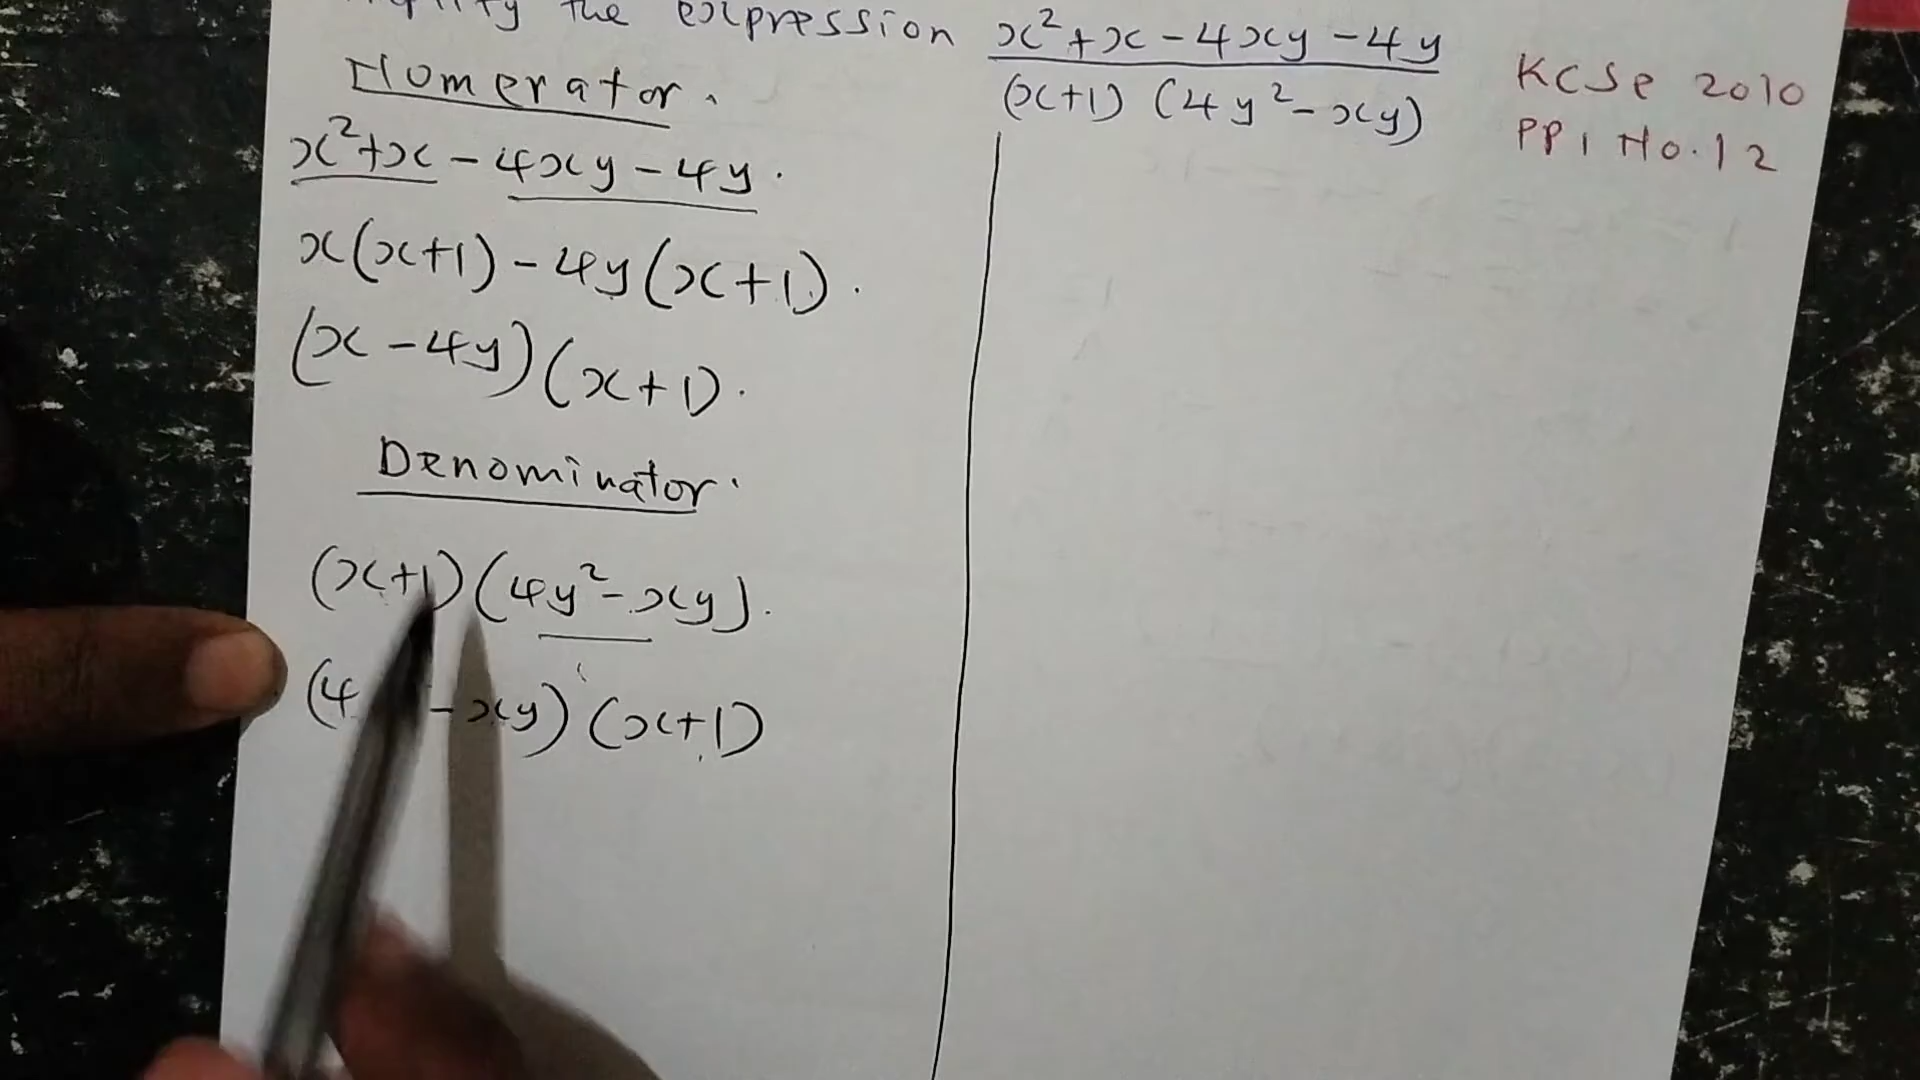 the expression x²+x-4xy-4y
(x+1) (4y²-xy)
KCSe 2010
PP1 No.12
Numerator.
x²+x-4xy-4y.
x(x+1)-4y(x+1).
(x-4y)(x+1).
Denominator.
(x+1)(4y²-xy).
(4 -xy)(x+1)